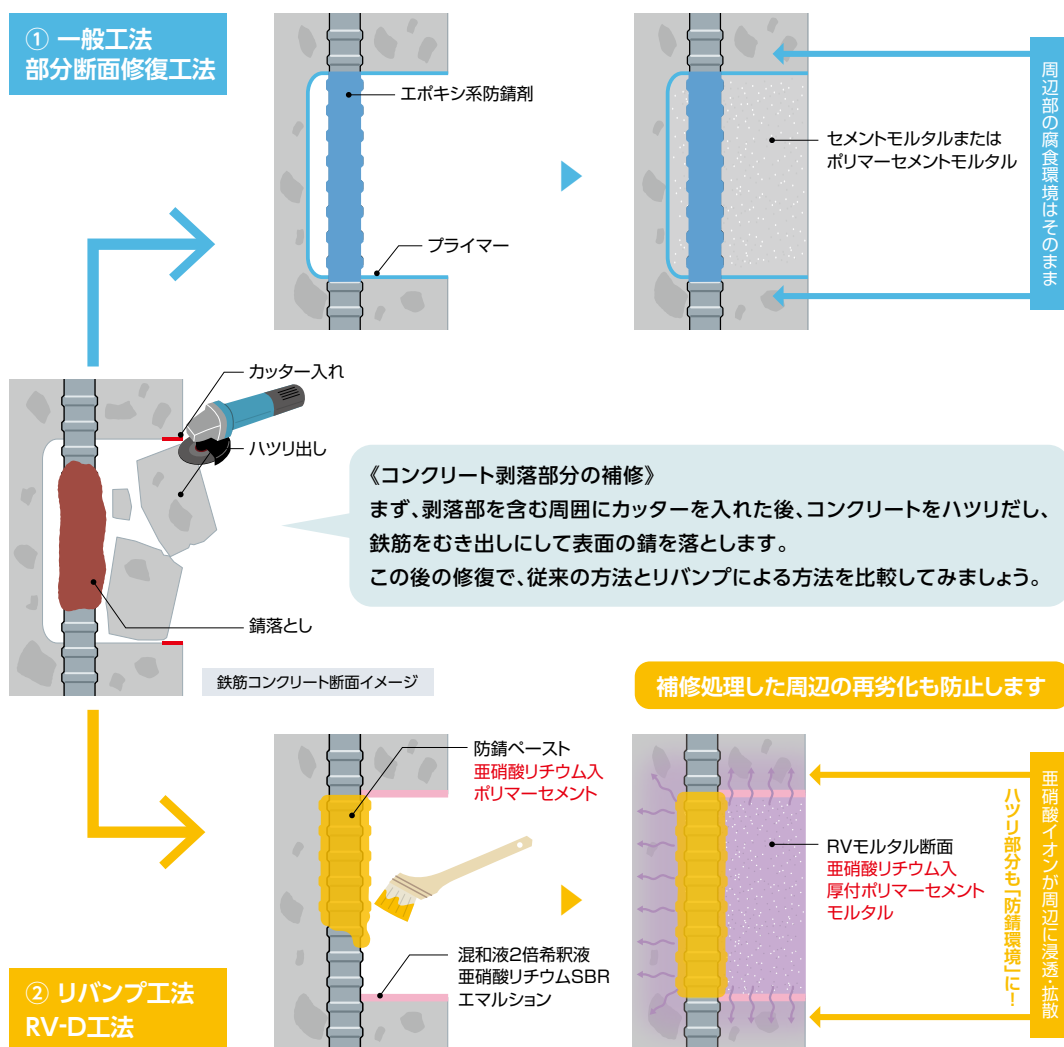 ① 一般工法
部分断面修復工法
エポキシ系防錆剤
プライマー
セメントモルタルまたは
ポリマーセメントモルタル
周辺部の腐食環境はそのまま
カッター入れ
ハツリ出し
錆落とし
鉄筋コンクリート断面イメージ
《コンクリート剥落部分の補修》
まず、剥落部を含む周囲にカッターを入れた後、コンクリートをハツリだし、
鉄筋をむき出しにして表面の錆を落とします。
この後の修復で、従来の方法とリバンプによる方法を比較してみましょう。
補修処理した周辺の再劣化も防止します
② リバンプ工法
RV-D工法
防錆ペースト
亜硝酸リチウム入
ポリマーセメント
混和液2倍希釈液
亜硝酸リチウムSBR
エマルション
RVモルタル断面
亜硝酸リチウム入
厚付ポリマーセメント
モルタル
亜硝酸イオンが周辺に浸透・拡散
ハツリ部分も「防錆環境」に!